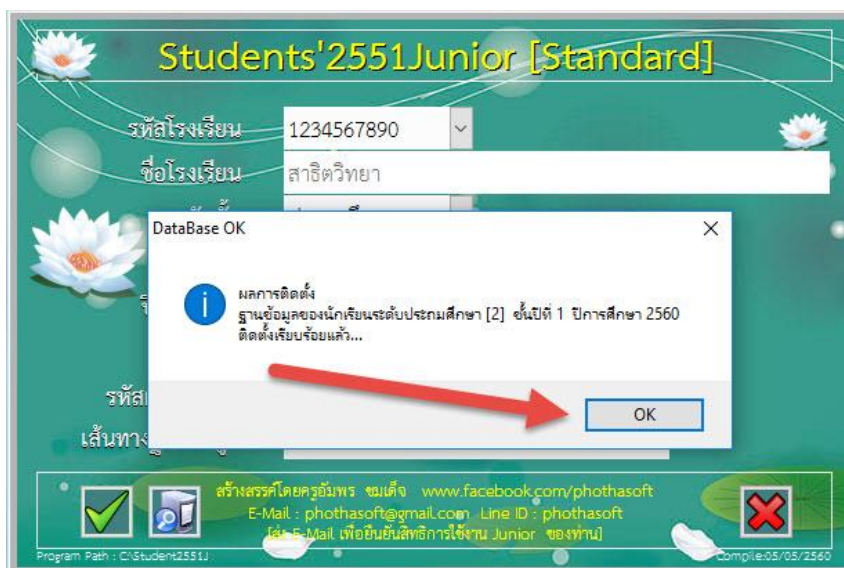 Students'2551Junior [Standard]
รหัสโรงเรียน 1234567890
ชื่อโรงเรียน สาธิตวิทยา
DataBase OK
ผลการติดตั้ง
ฐานข้อมูลของนักเรียนระดับประถมศึกษา [2] ชั้นปีที่ 1 ปีการศึกษา 2560
ติดตั้งเรียบร้อยแล้ว...
OK
สร้างสรรค์โดยครูอัมพร ชมเด็จ www.facebook.com/phothasoft
E-Mail : phothasoft@gmail.com Line ID : phothasoft
[ส่ง E-Mail เพื่อยืนยันสิทธิการใช้งาน Junior ของท่าน]
Program Path : C:\Student2551J
Compile:05/05/2560